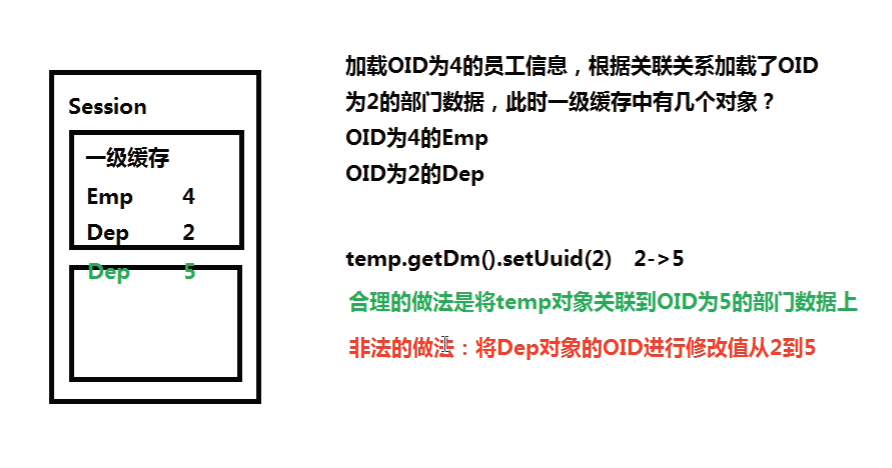 Session
一级缓存
Emp 4
Dep 2
Dep 5
加载OID为4的员工信息，根据关联关系加载了OID
为2的部门数据，此时一级缓存中有几个对象？
OID为4的Emp
OID为2的Dep
temp.getDm().setUuid(2) 2->5
合理的做法是将temp对象关联到OID为5的部门数据上
非法的做法：将Dep对象的OID进行修改值从2到5